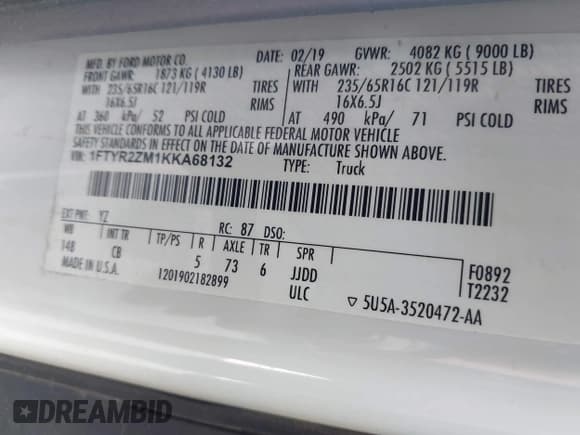 MFD. BY FORD MOTOR CO.
DATE: 02/19 GVWR: 4082 KG ( 9000 LB)
FRONT GAWR: 1873 KG ( 4130 LB)
REAR GAWR: 2502 KG ( 5515 LB)
WITH 235/65R16C 121/119R TIRES
WITH 235/65R16C 121/119R TIRES
16X6.5J RIMS
16X6.5J RIMS
AT 360 kPa/ 52 PSI COLD
AT 490 kPa/ 71 PSI COLD
THIS VEHICLE CONFORMS TO ALL APPLICABLE FEDERAL MOTOR VEHICLE
SAFETY STANDARDS IN EFFECT ON THE DATE OF MANUFACTURE SHOWN ABOVE.
VIN: 1FTYR2ZM1KKA68132
TYPE: Truck
EXT PNT: YZ RC: 87 DSO:
WB INT TR TP/PS R AXLE TR SPR
148 CB 5 73 6 JJDD
MADE IN U.S.A. 1201902182899 ULC
F0892
T2232
▽ 5U5A-3520472-AA
DREAMBID